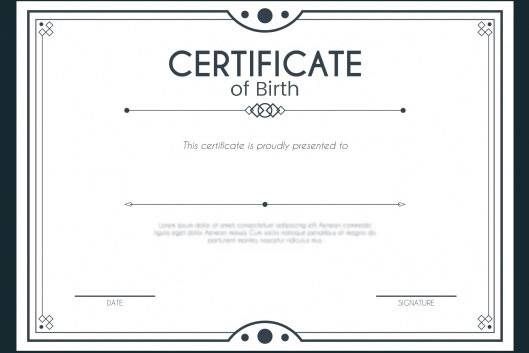 CERTIFICATE
of Birth
This certificate is proudly presented to
Lorem ipsum dolor sit amet consectetuer adipiscing elit Aenean commodo
ligula eget dolor Aenean massa. Cum sociis natoque penatibus et magnis dis
parturient montes, nascetur ridiculus mus.
DATE
SIGNATURE